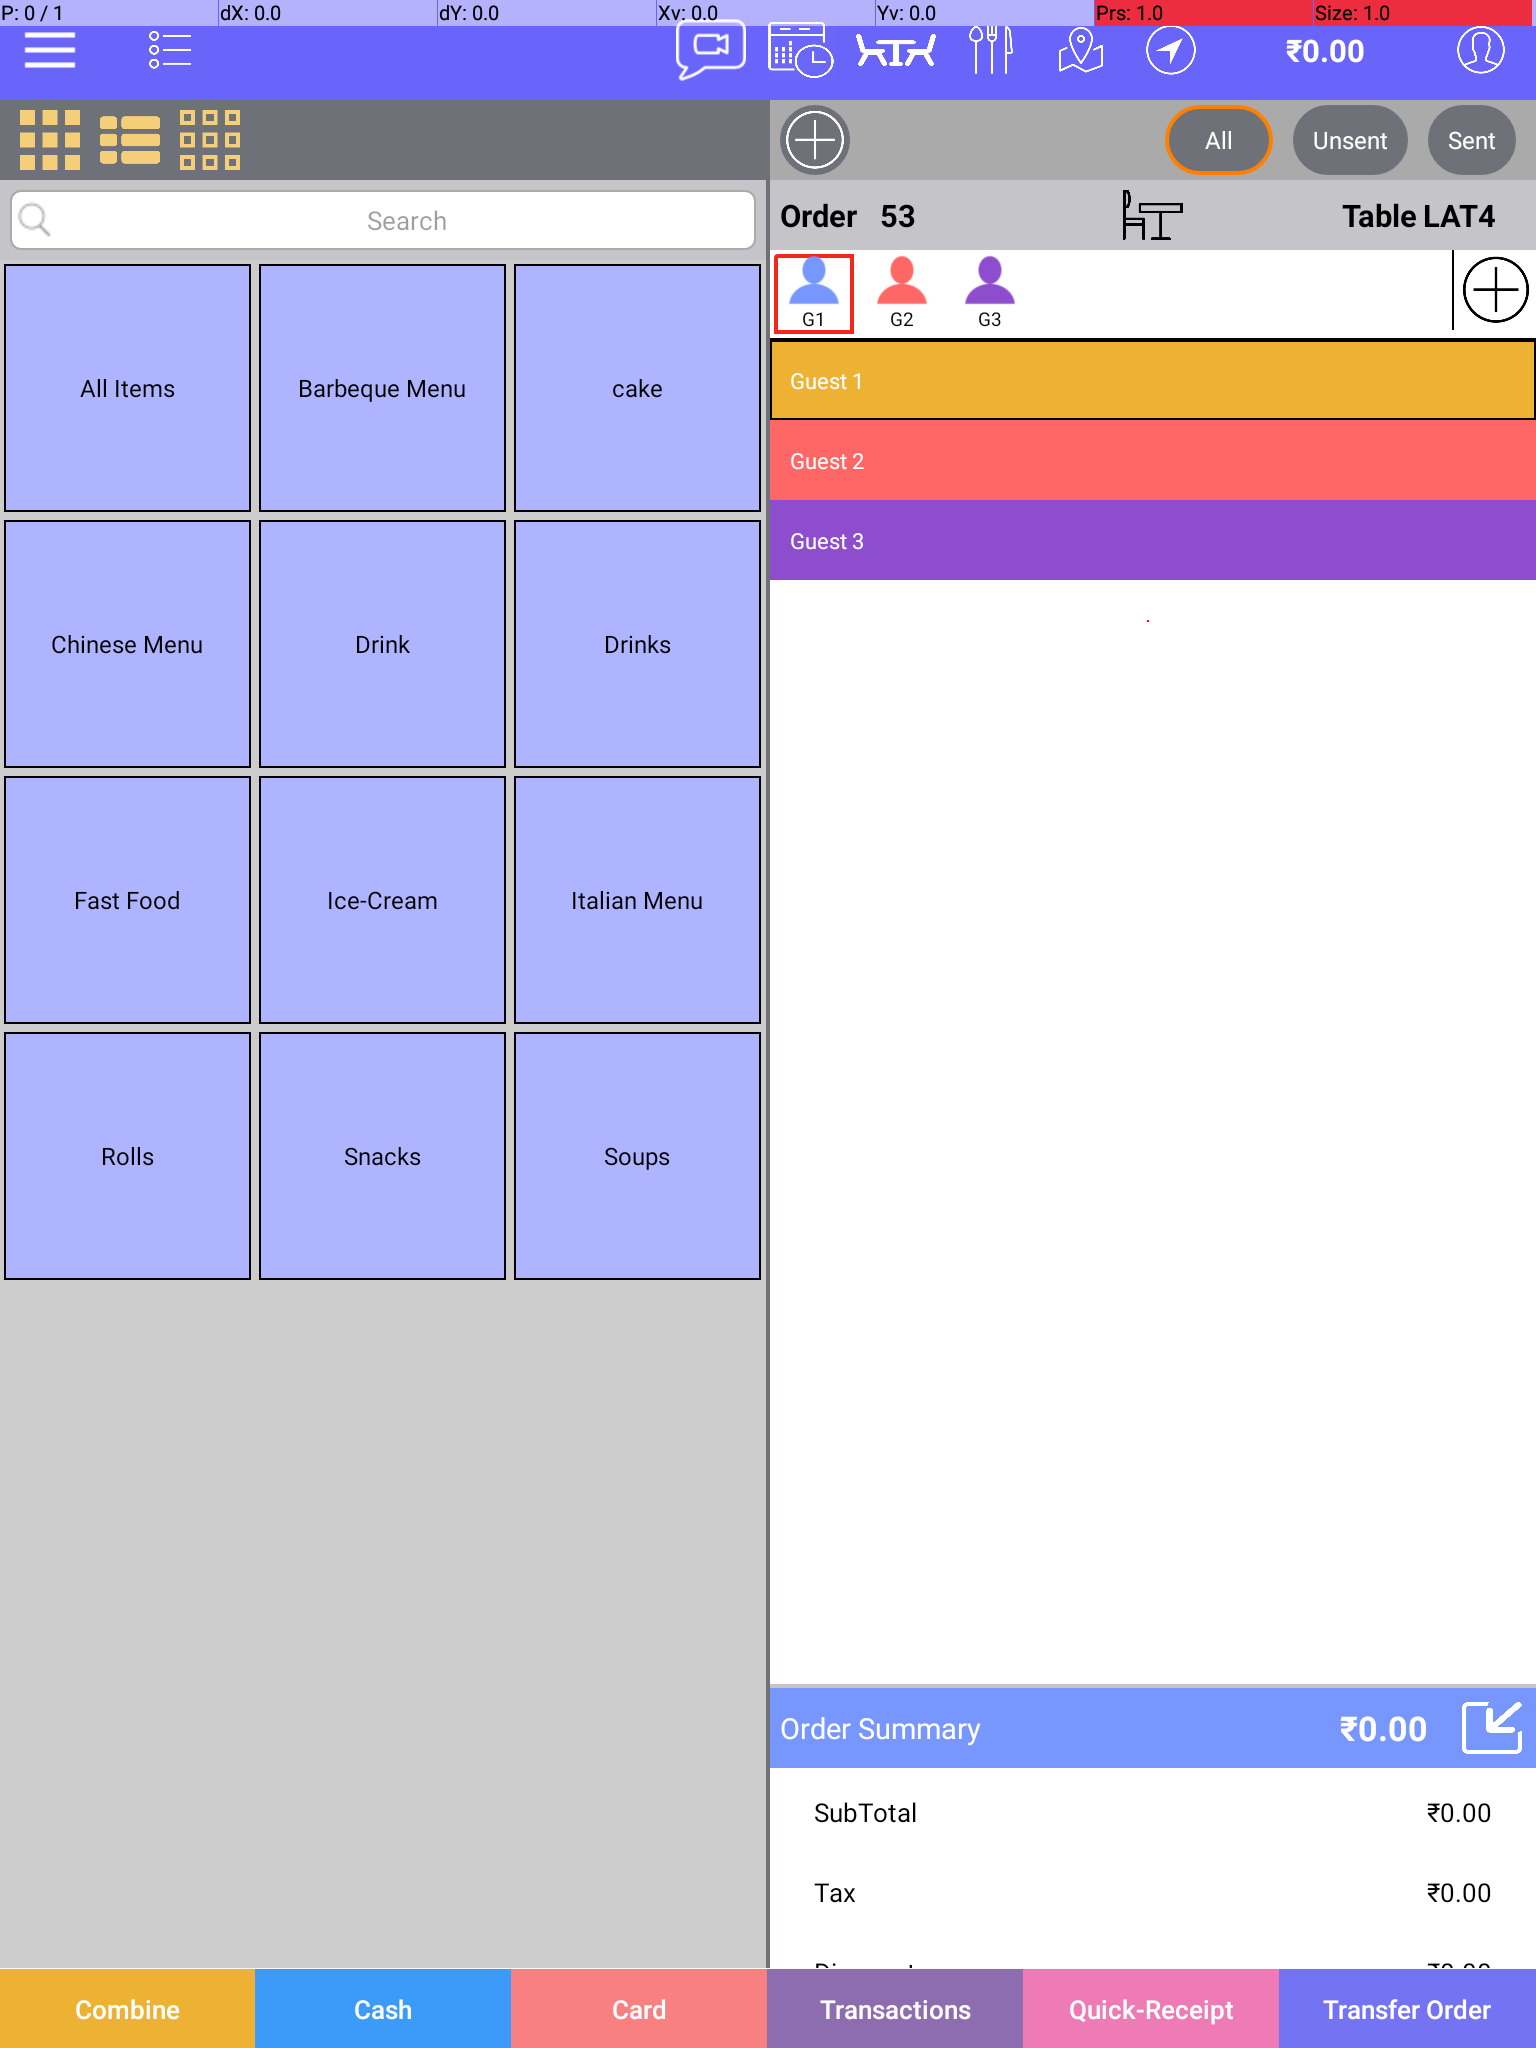 P: 0 / 1 dX: 0.0 dY: 0.0 Xv: 0.0 Yv: 0.0 Prs: 1.0 Size: 1.0
₹0.00
All Unsent Sent
Search
Order 53 Table LAT4
G1 G2 G3
Guest 1
Guest 2
Guest 3
All Items Barbeque Menu cake
Chinese Menu Drink Drinks
Fast Food Ice-Cream Italian Menu
Rolls Snacks Soups
Order Summary ₹0.00
SubTotal ₹0.00
Tax ₹0.00
Combine Cash Card Transactions Quick-Receipt Transfer Order